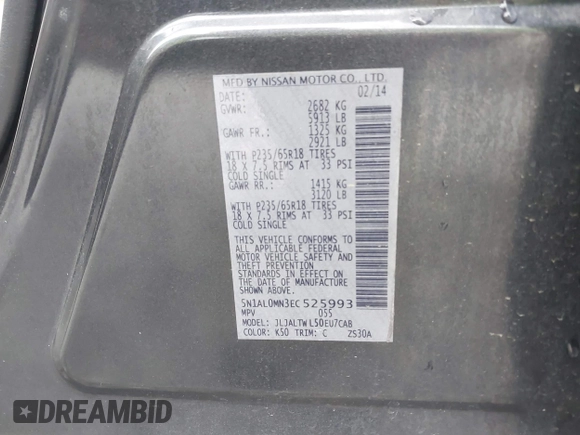 MFD BY NISSAN MOTOR CO., LTD.
DATE: 02/14
GVWR: 2682 KG
5913 LB
GAWR FR.: 1325 KG
2921 LB
WITH P235/65R18 TIRES
18 X 7.5 RIMS AT 33 PSI
COLD SINGLE
GAWR RR.: 1415 KG
3120 LB
WITH P235/65R18 TIRES
18 X 7.5 RIMS AT 33 PSI
COLD SINGLE
THIS VEHICLE CONFORMS TO
ALL APPLICABLE FEDERAL
MOTOR VEHICLE SAFETY AND
THEFT PREVENTION
STANDARDS IN EFFECT ON
THE DATE OF MANUFACTURE
SHOWN ABOVE.
5N1AL0MN3EC525993
MPV 055
MODEL: JLJALTWL50EU7CAB
COLOR: K50 TRIM: C ZS30A
DREAMBID